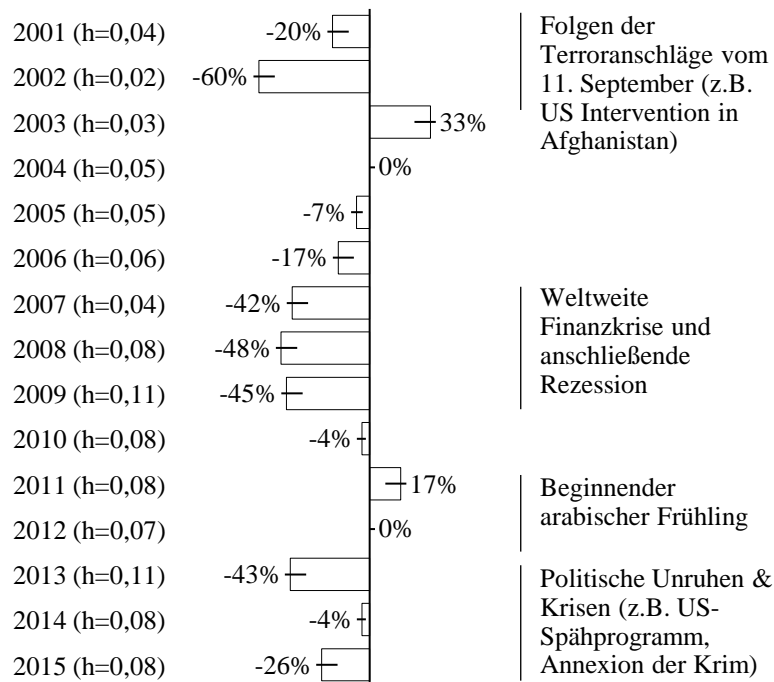 2001 (h=0,04) -20%
2002 (h=0,02) -60%
2003 (h=0,03) 33%
2004 (h=0,05) 0%
2005 (h=0,05) -7%
2006 (h=0,06) -17%
2007 (h=0,04) -42%
2008 (h=0,08) -48%
2009 (h=0,11) -45%
2010 (h=0,08) -4%
2011 (h=0,08) 17%
2012 (h=0,07) 0%
2013 (h=0,11) -43%
2014 (h=0,08) -4%
2015 (h=0,08) -26%
Folgen der
Terroranschläge vom
11. September (z.B.
US Intervention in
Afghanistan)
Weltweite
Finanzkrise und
anschließende
Rezession
Beginnender
arabischer Frühling
Politische Unruhen &
Krisen (z.B. US-
Spähprogramm,
Annexion der Krim)